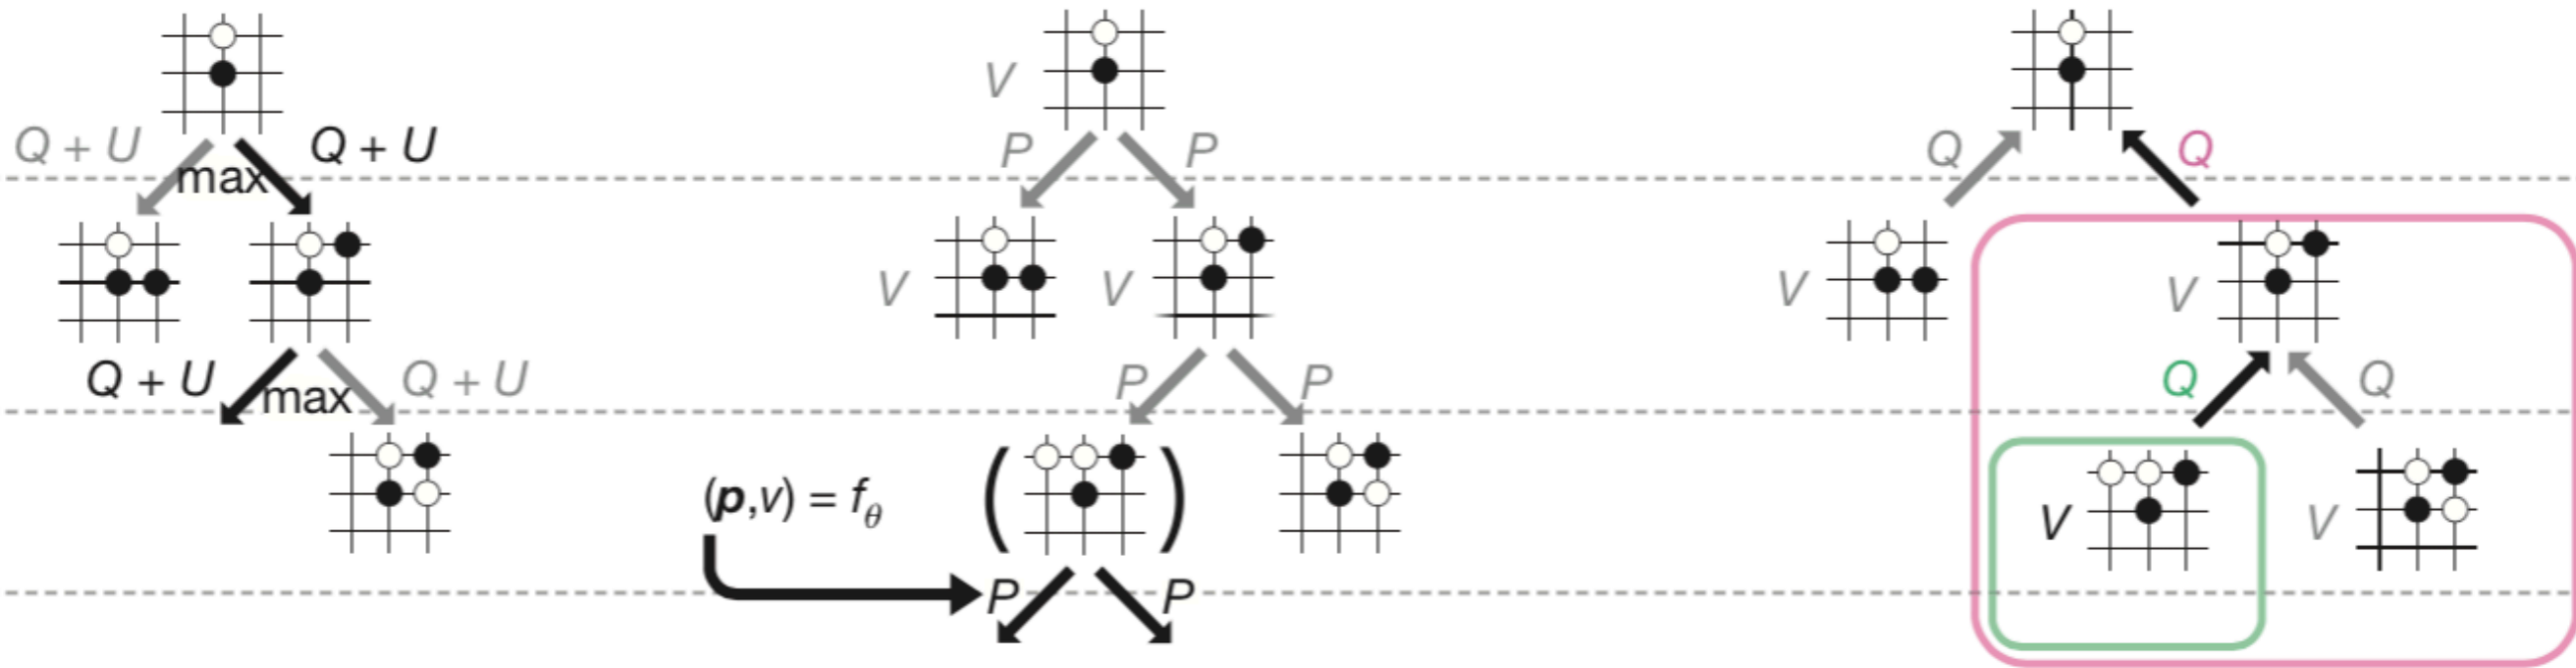 Q + U
max
Q + U
Q + U
max
Q + U
V
P
P
V
V
P
P
(p,v) = fθ
( )
P
P
Q
Q
V
V
Q
Q
V
V